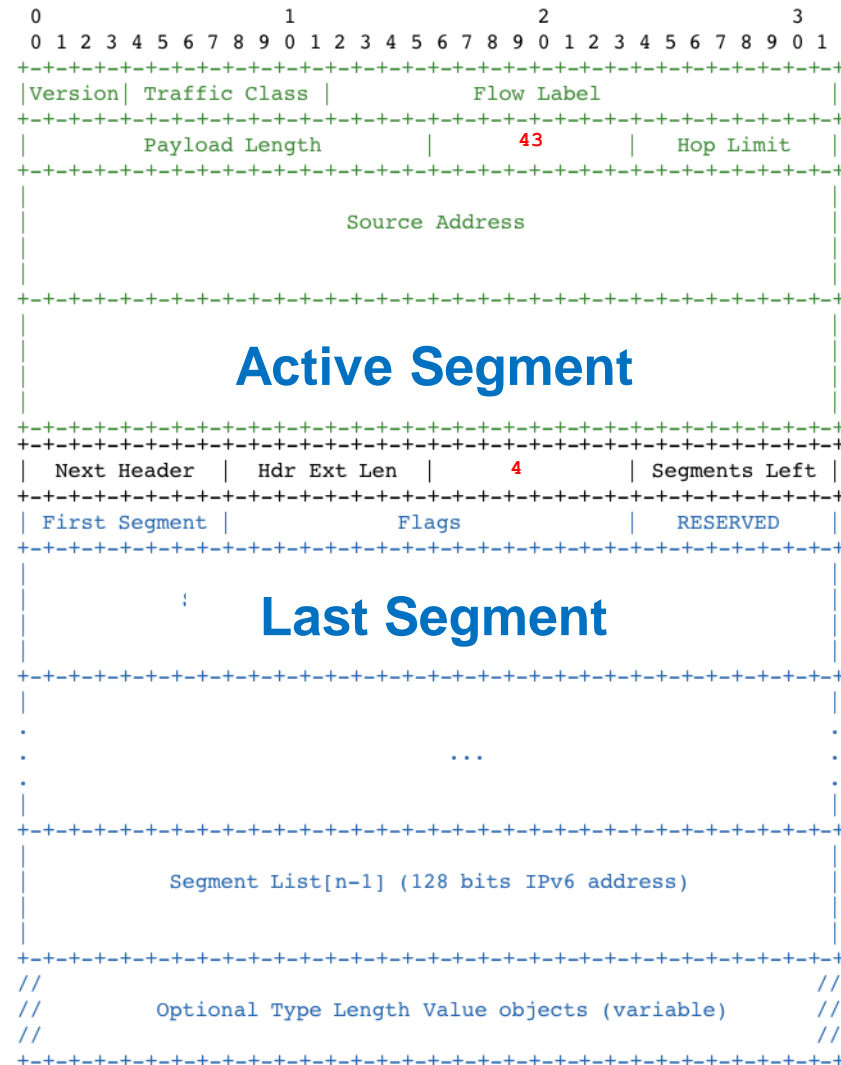 0 1 2 3
0 1 2 3 4 5 6 7 8 9 0 1 2 3 4 5 6 7 8 9 0 1 2 3 4 5 6 7 8 9 0 1
+-+-+-+-+-+-+-+-+-+-+-+-+-+-+-+-+-+-+-+-+-+-+-+-+-+-+-+-+-+-+-+-+
|Version| Traffic Class | Flow Label |
+-+-+-+-+-+-+-+-+-+-+-+-+-+-+-+-+-+-+-+-+-+-+-+-+-+-+-+-+-+-+-+-+
| Payload Length | 43 | Hop Limit |
+-+-+-+-+-+-+-+-+-+-+-+-+-+-+-+-+-+-+-+-+-+-+-+-+-+-+-+-+-+-+-+-+
| |
| Source Address |
| |
| |
+-+-+-+-+-+-+-+-+-+-+-+-+-+-+-+-+-+-+-+-+-+-+-+-+-+-+-+-+-+-+-+-+
| |
| Active Segment |
| |
| |
+-+-+-+-+-+-+-+-+-+-+-+-+-+-+-+-+-+-+-+-+-+-+-+-+-+-+-+-+-+-+-+-+
+-+-+-+-+-+-+-+-+-+-+-+-+-+-+-+-+-+-+-+-+-+-+-+-+-+-+-+-+-+-+-+-+
| Next Header | Hdr Ext Len | 4 | Segments Left |
+-+-+-+-+-+-+-+-+-+-+-+-+-+-+-+-+-+-+-+-+-+-+-+-+-+-+-+-+-+-+-+-+
| First Segment | Flags | RESERVED |
+-+-+-+-+-+-+-+-+-+-+-+-+-+-+-+-+-+-+-+-+-+-+-+-+-+-+-+-+-+-+-+-+
| |
| Last Segment |
| |
| |
+-+-+-+-+-+-+-+-+-+-+-+-+-+-+-+-+-+-+-+-+-+-+-+-+-+-+-+-+-+-+-+-+
| |
. .
. ... .
. .
| |
+-+-+-+-+-+-+-+-+-+-+-+-+-+-+-+-+-+-+-+-+-+-+-+-+-+-+-+-+-+-+-+-+
| |
| Segment List[n-1] (128 bits IPv6 address) |
| |
| |
+-+-+-+-+-+-+-+-+-+-+-+-+-+-+-+-+-+-+-+-+-+-+-+-+-+-+-+-+-+-+-+-+
// //
// Optional Type Length Value objects (variable) //
// //
+-+-+-+-+-+-+-+-+-+-+-+-+-+-+-+-+-+-+-+-+-+-+-+-+-+-+-+-+-+-+-+-+